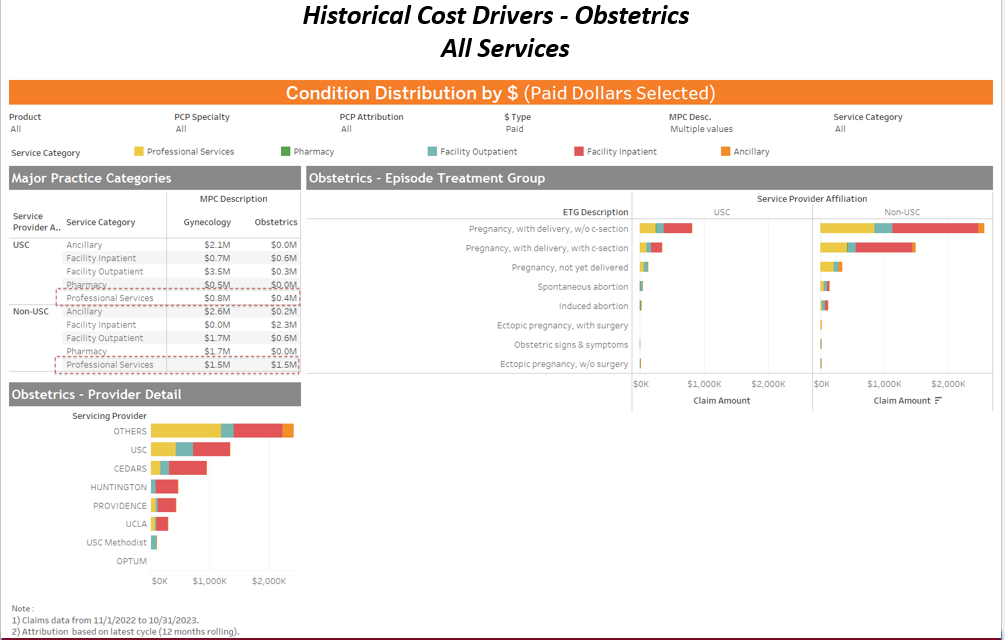 Historical Cost Drivers - Obstetrics
All Services
Condition Distribution by $ (Paid Dollars Selected)
Product PCP Specialty PCP Attribution $ Type MPC Desc. Service Category
All All All Paid Multiple values All
Service Category Professional Services Pharmacy Facility Outpatient Facility Inpatient Ancillary
Major Practice Categories
MPC Description
Service
Provider A.. Service Category Gynecology Obstetrics
USC Ancillary $2.1M $0.0M
Facility Inpatient $0.7M $0.6M
Facility Outpatient $3.5M $0.3M
Pharmacy $0.5M $0.0M
Professional Services $0.8M $0.4M
Non-USC Ancillary $2.6M $0.2M
Facility Inpatient $0.0M $2.3M
Facility Outpatient $1.7M $0.6M
Pharmacy $1.7M $0.0M
Professional Services $1.5M $1.5M
Obstetrics - Episode Treatment Group
Service Provider Affiliation
ETG Description USC Non-USC
Pregnancy, with delivery, w/o c-section
Pregnancy, with delivery, with c-section
Pregnancy, not yet delivered
Spontaneous abortion
Induced abortion
Ectopic pregnancy, with surgery
Obstetric signs & symptoms
Ectopic pregnancy, w/o surgery
$0K $1,000K $2,000K $0K $1,000K $2,000K
Claim Amount Claim Amount
Obstetrics - Provider Detail
Servicing Provider
OTHERS
USC
CEDARS
HUNTINGTON
PROVIDENCE
UCLA
USC Methodist
OPTUM
$0K $1,000K $2,000K
Note :
1) Claims data from 11/1/2022 to 10/31/2023.
2) Attribution based on latest cycle (12 months rolling).